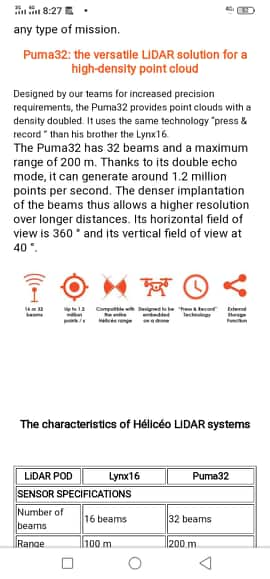 8:27
any type of mission.
Puma32: the versatile LiDAR solution for a
high-density point cloud
Designed by our teams for increased precision
requirements, the Puma32 provides point clouds with a
density doubled. It uses the same technology "press &
record " than his brother the Lynx16.
The Puma32 has 32 beams and a maximum
range of 200 m. Thanks to its double echo
mode, it can generate around 1.2 million
points per second. The denser implantation
of the beams thus allows a higher resolution
over longer distances. Its horizontal field of
view is 360 ° and its vertical field of view at
40 °.
16 or 32 Up to 1.2 Compatible with Designed to be "Press & Record" External
beams million the entire embedded Technology Storage
points / s Hélicéo range on a drone Function
The characteristics of Hélicéo LiDAR systems
LiDAR POD Lynx16 Puma32
SENSOR SPECIFICATIONS
Number of
beams 16 beams 32 beams
Range 100 m 200 m